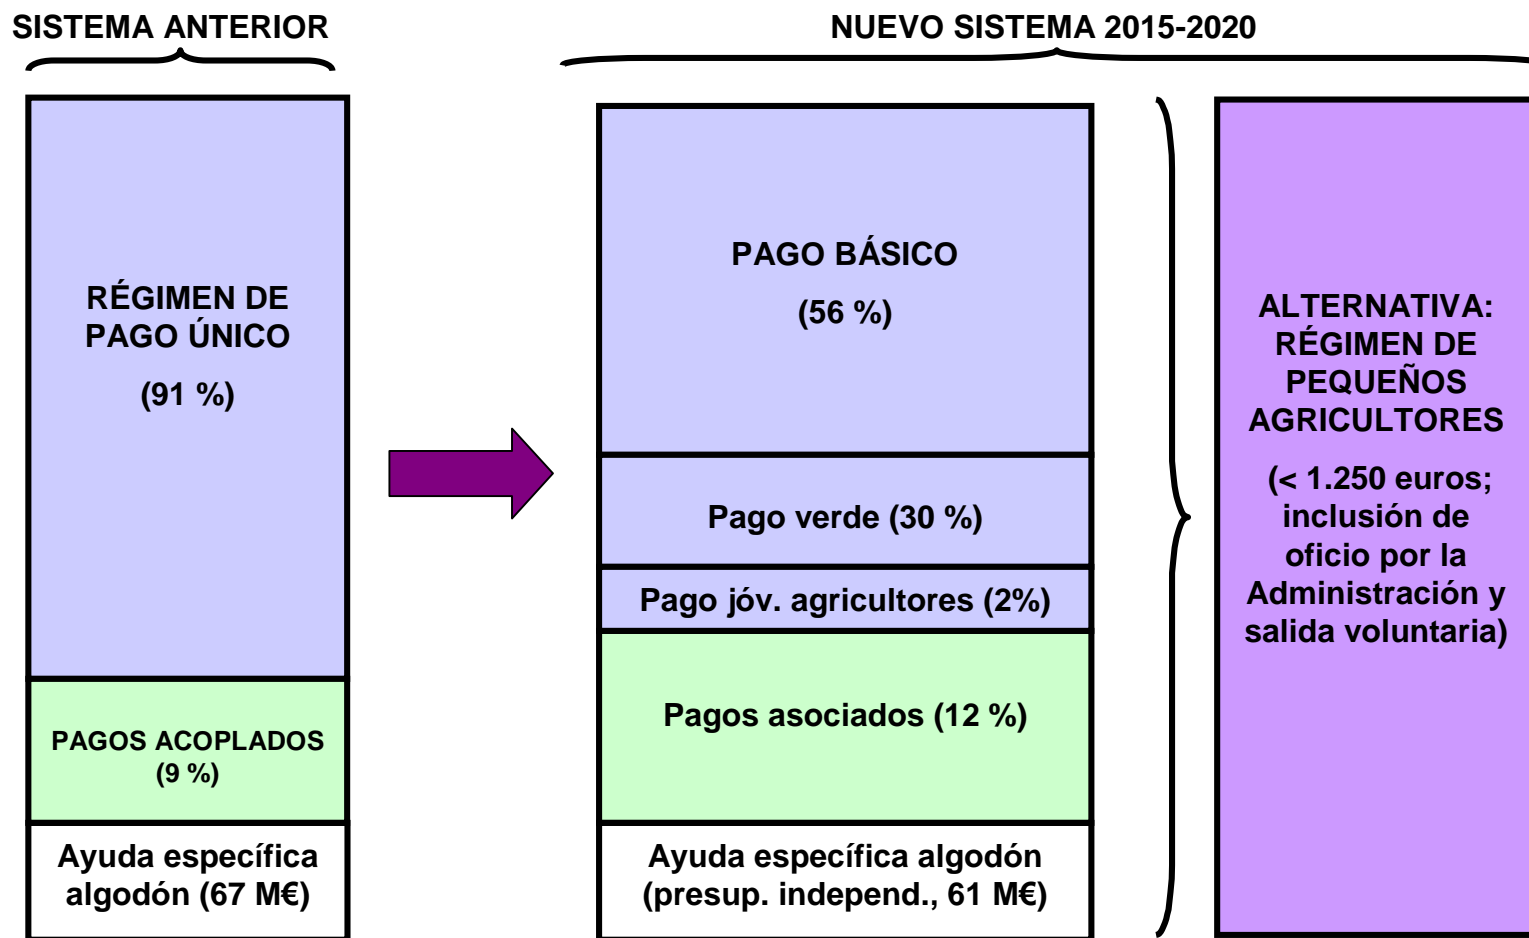 SISTEMA ANTERIOR
NUEVO SISTEMA 2015-2020
RÉGIMEN DE
PAGO ÚNICO
(91 %)
PAGOS ACOPLADOS
(9 %)
Ayuda específica
algodón (67 M€)
PAGO BÁSICO
(56 %)
Pago verde (30 %)
Pago jóv. agricultores (2%)
Pagos asociados (12 %)
Ayuda específica algodón
(presup. independ., 61 M€)
ALTERNATIVA:
RÉGIMEN DE
PEQUEÑOS
AGRICULTORES
(< 1.250 euros;
inclusión de
oficio por la
Administración y
salida voluntaria)